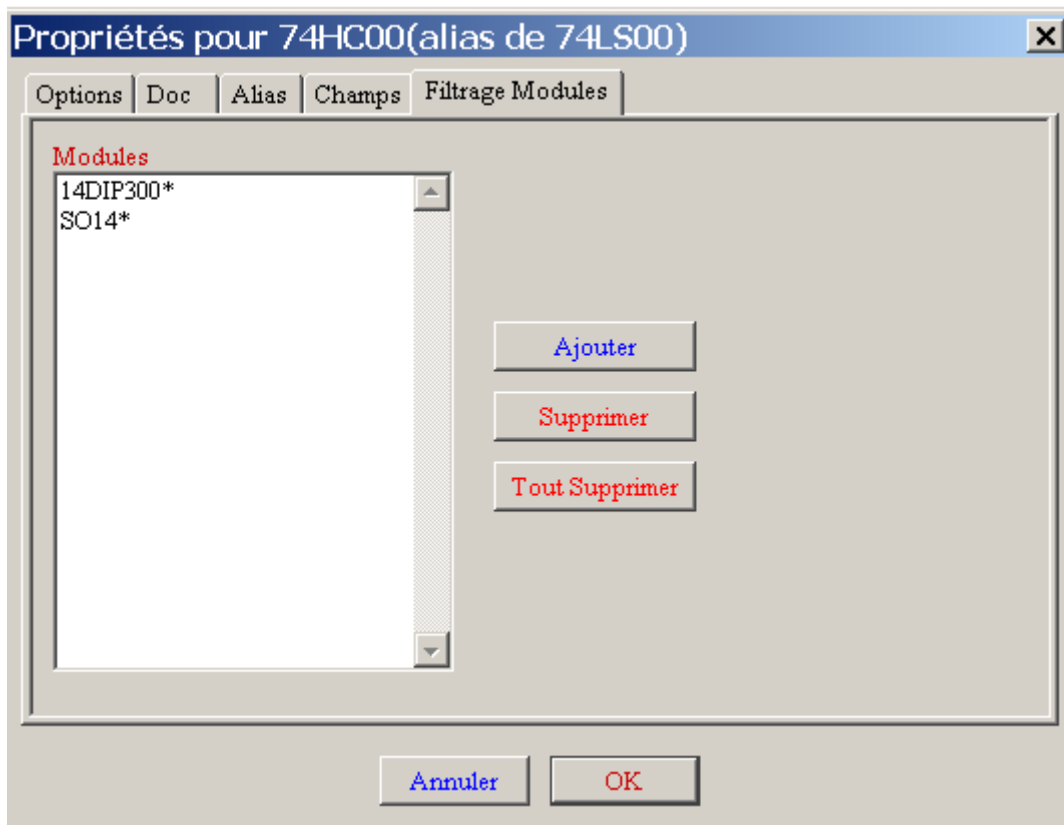 Propriétés pour 74HC00(alias de 74LS00)
Options Doc Alias Champs Filtrage Modules
Modules
14DIP300*
SO14*
Ajouter
Supprimer
Tout Supprimer
Annuler OK